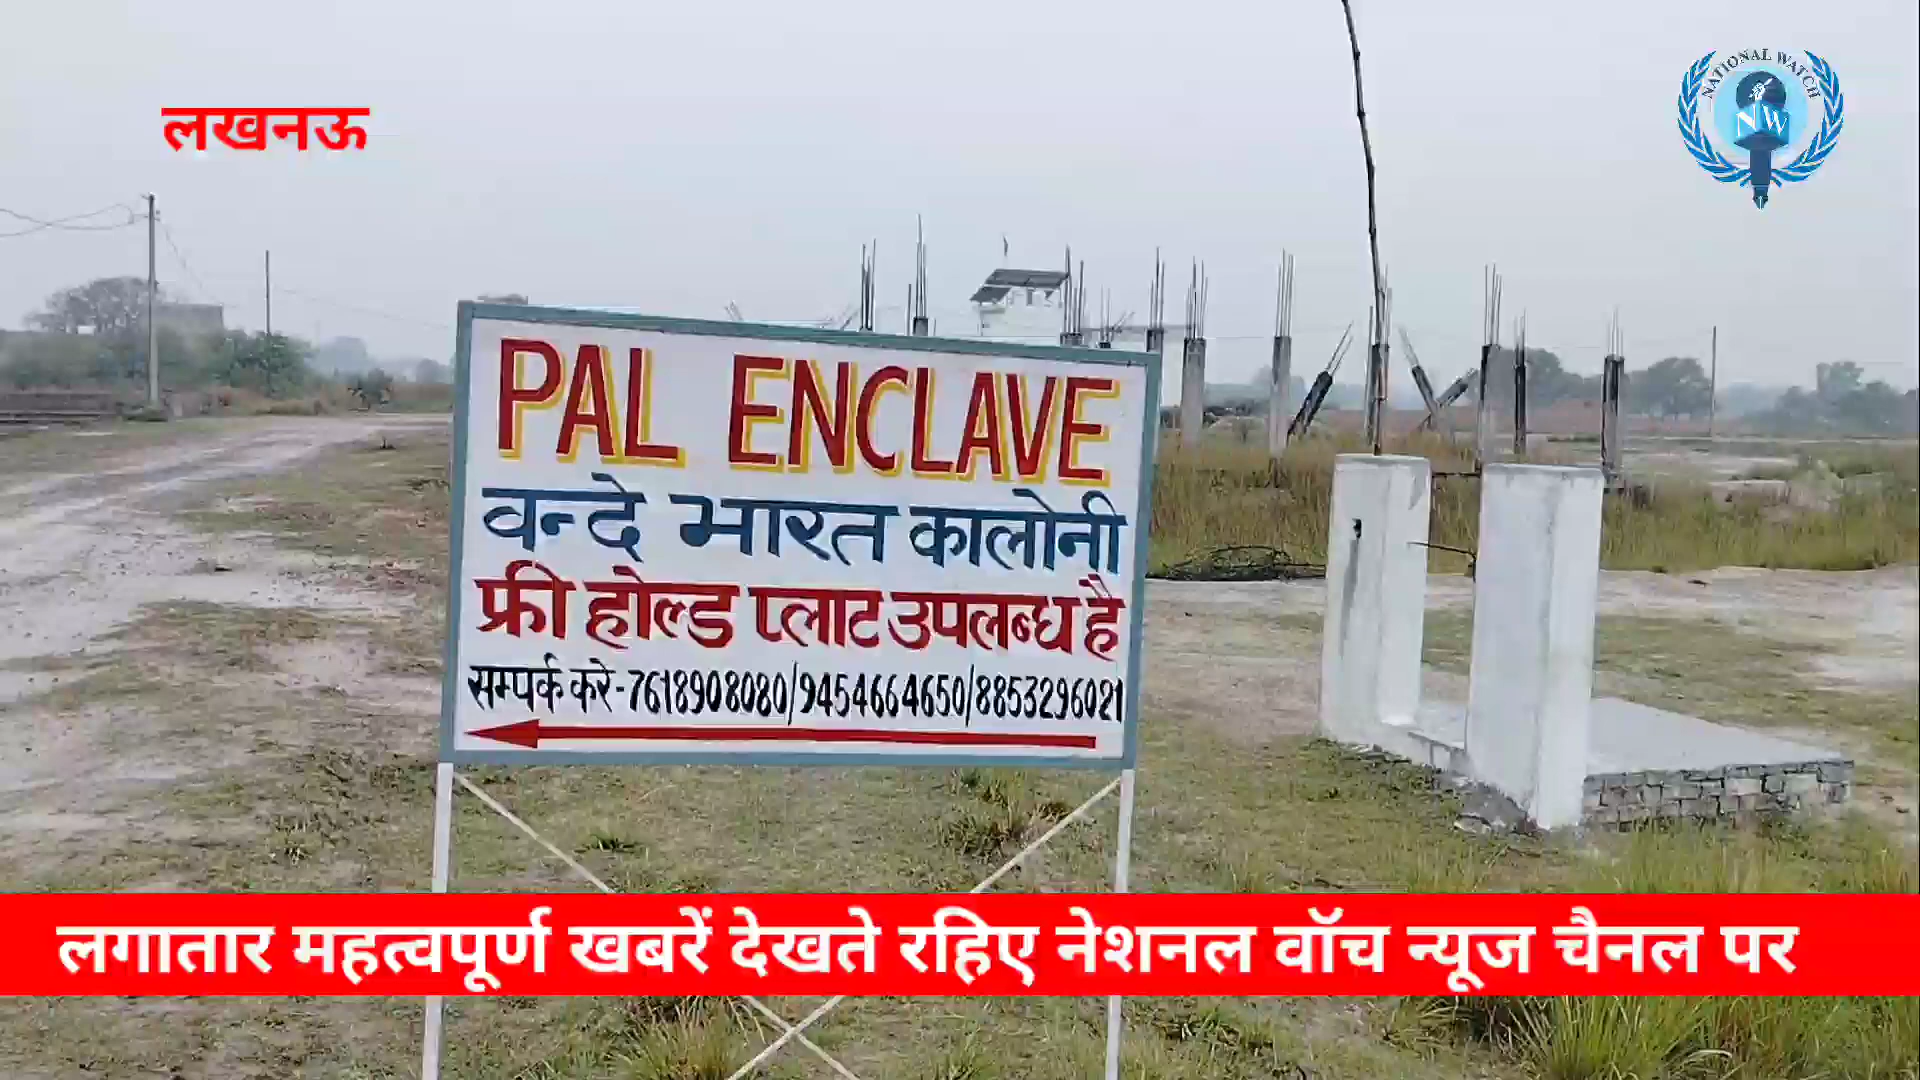 लखनऊ
NATIONAL WATCH
NW
PAL ENCLAVE
वन्दे भारत कालोनी
फ्री होल्ड प्लाट उपलब्ध है
सम्पर्क करे-7618908080/9454664650/8853296021
लगातार महत्वपूर्ण खबरें देखते रहिए नेशनल वॉच न्यूज चैनल पर